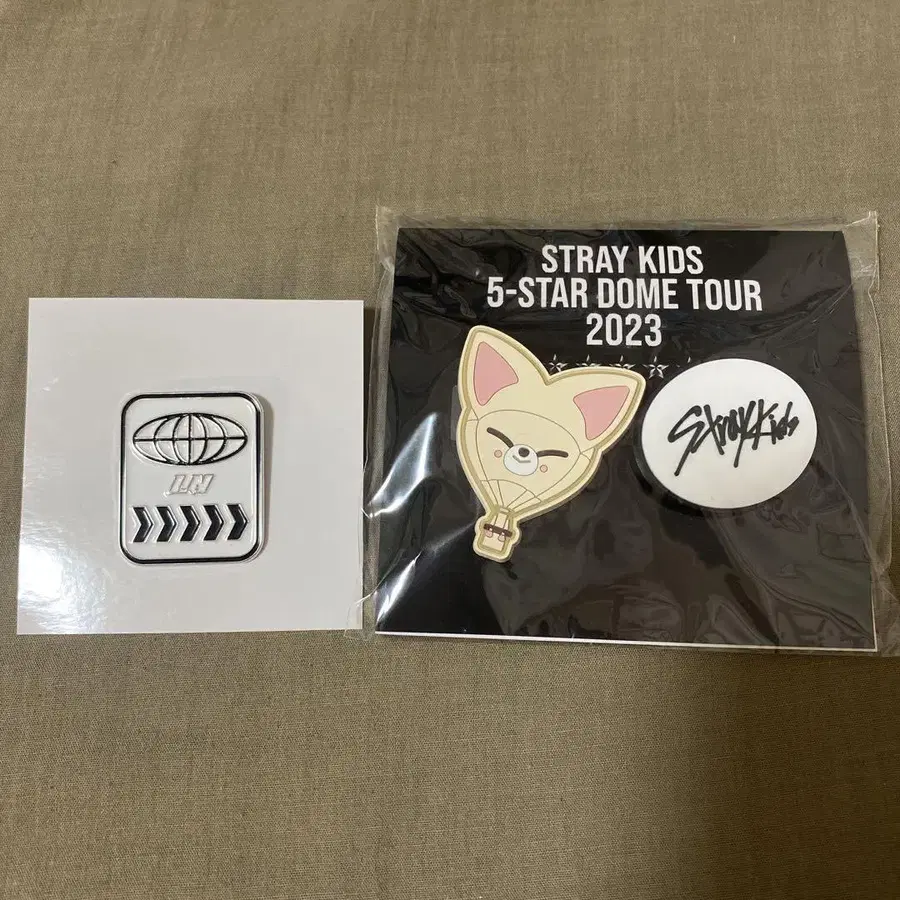 STRAY KIDS
5-STAR DOME TOUR
2023
Stray Kids